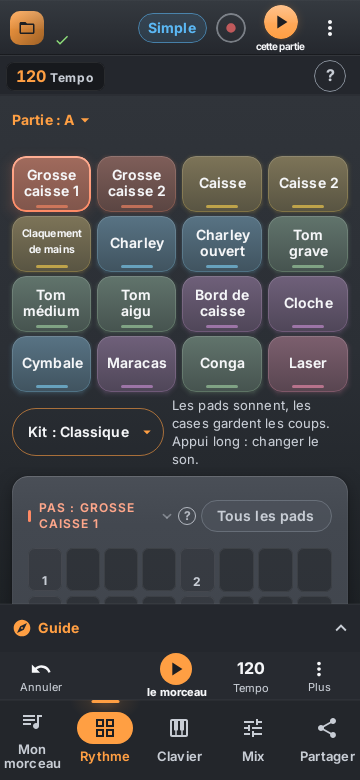 Simple
cette partie
120 Tempo
?
Partie : A
Grosse
caisse 1
Grosse
caisse 2
Caisse
Caisse 2
Claquement
de mains
Charley
Charley
ouvert
Tom
grave
Tom
médium
Tom
aigu
Bord de
caisse
Cloche
Cymbale
Maracas
Conga
Laser
Kit : Classique
Les pads sonnent, les
cases gardent les coups.
Appui long : changer le
son.
PAS : GROSSE
CAISSE 1
?
Tous les pads
1
2
Guide
Annuler
le morceau
120
Tempo
Plus
Mon
morceau
Rythme
Clavier
Mix
Partager